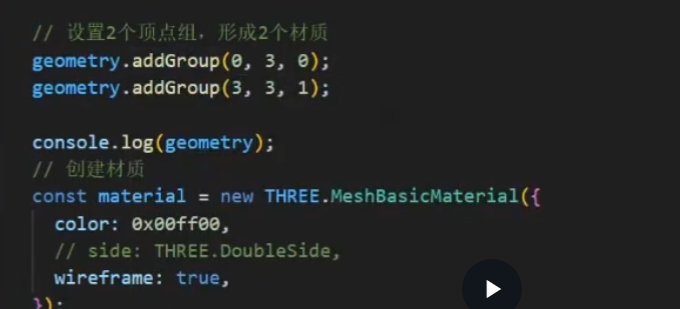 // 设置2个顶点组，形成2个材质
geometry.addGroup(0, 3, 0);
geometry.addGroup(3, 3, 1);
console.log(geometry);
// 创建材质
const material = new THREE.MeshBasicMaterial({
color: 0x00ff00,
// side: THREE.DoubleSide,
wireframe: true,
});